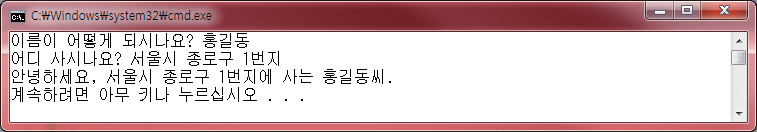 C:₩Windows₩system32₩cmd.exe
이름이 어떻게 되시나요? 홍길동
어디 사시나요? 서울시 종로구 1번지
안녕하세요, 서울시 종로구 1번지에 사는 홍길동씨.
계속하려면 아무 키나 누르십시오 . . .